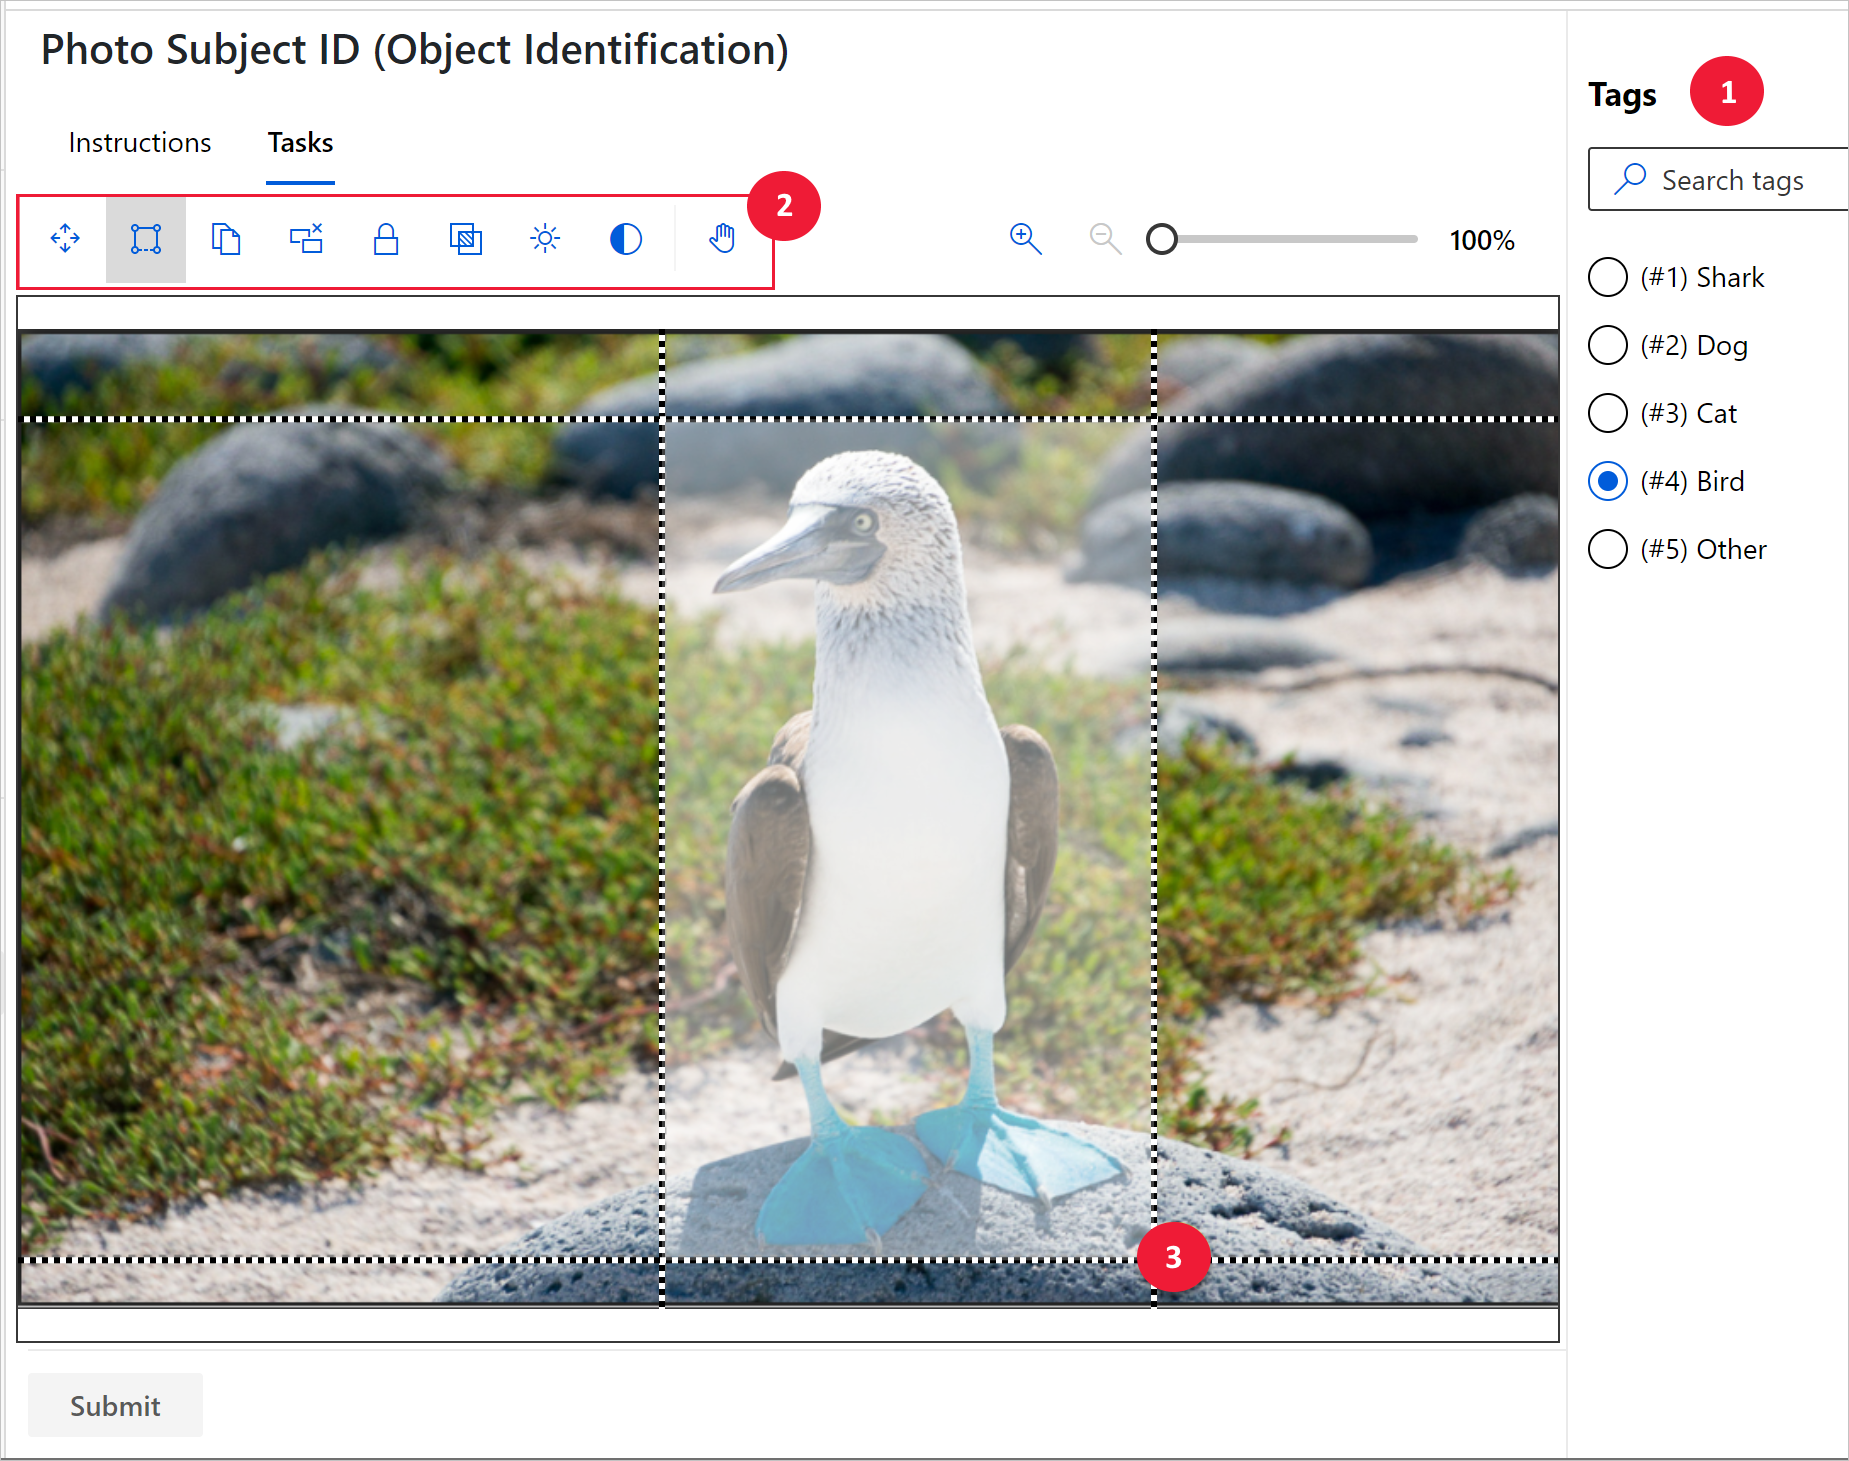 Photo Subject ID (Object Identification)
Instructions
Tasks
2
100%
3
Submit
Tags
1
Search tags
(#1) Shark
(#2) Dog
(#3) Cat
(#4) Bird
(#5) Other